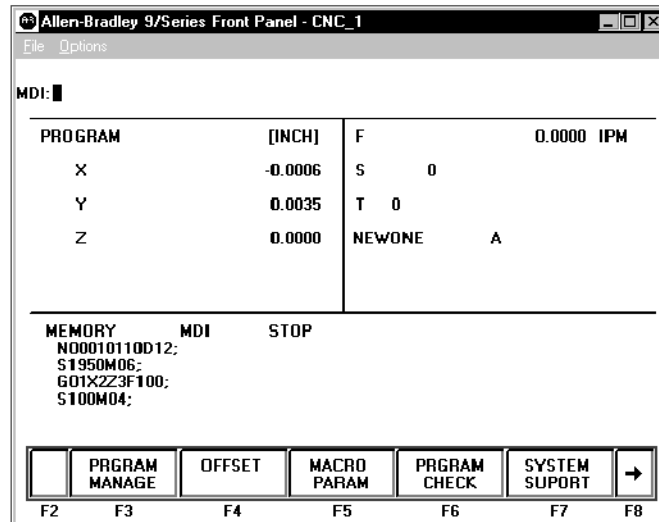 Allen-Bradley 9/Series Front Panel - CNC_1
File Options
MDI:
PROGRAM [INCH] F 0.0000 IPM
X -0.0006 S 0
Y 0.0035 T 0
Z 0.0000 NEWONE A
MEMORY MDI STOP
N00010110D12;
S1950M06;
G01X2Z3F100;
S100M04;
PRGRAM MANAGE OFFSET MACRO PARAM PRGRAM CHECK SYSTEM SUPORT →
F2 F3 F4 F5 F6 F7 F8